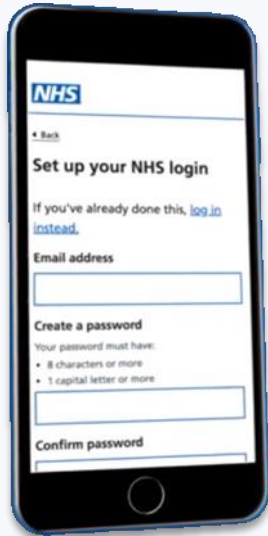 NHS
Back
Set up your NHS login
If you've already done this, log in
instead.
Email address
Create a password
Your password must have:
• 8 characters or more
• 1 capital letter or more
Confirm password